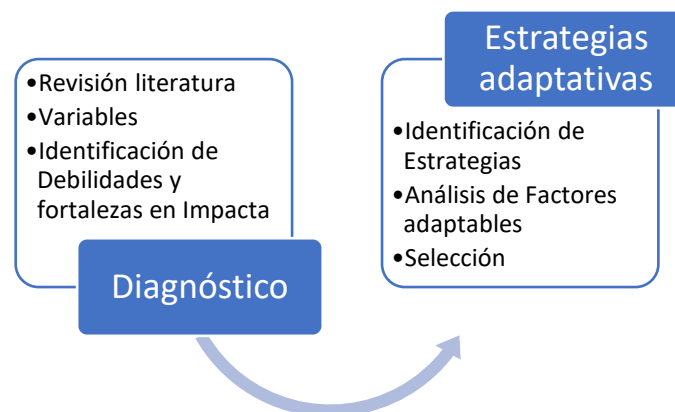 •Revisión literatura
•Variables
•Identificación de
Debilidades y
fortalezas en Impacta
Diagnóstico
Estrategias
adaptativas
•Identificación de
Estrategias
•Análisis de Factores
adaptables
•Selección